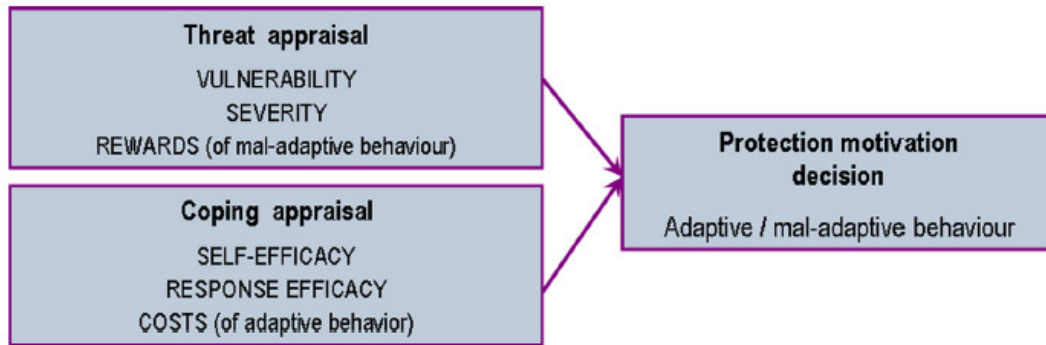 Threat appraisal
VULNERABILITY
SEVERITY
REWARDS (of mal-adaptive behaviour)
Coping appraisal
SELF-EFFICACY
RESPONSE EFFICACY
COSTS (of adaptive behavior)
Protection motivation
decision
Adaptive / mal-adaptive behaviour